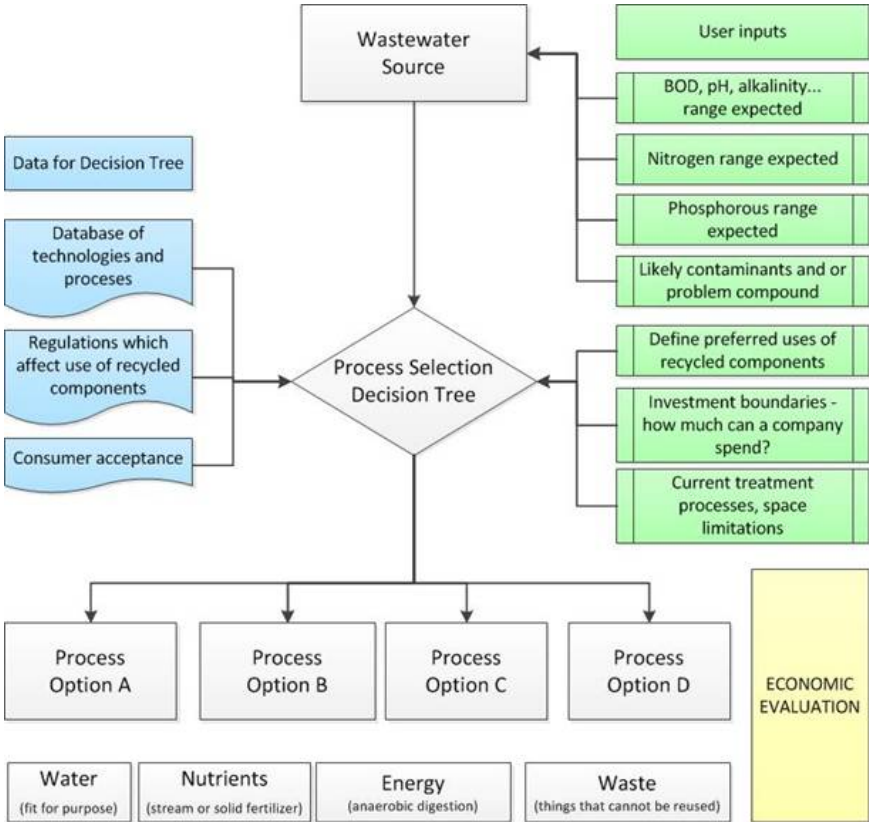 Wastewater
Source
User inputs
BOD, pH, alkalinity...
range expected
Nitrogen range expected
Phosphorous range
expected
Likely contaminants and or
problem compound
Data for Decision Tree
Database of
technologies and
proceses
Regulations which
affect use of recycled
components
Consumer acceptance
Process Selection
Decision Tree
Define preferred uses of
recycled components
Investment boundaries -
how much can a company
spend?
Current treatment
processes, space
limitations
Process
Option A
Process
Option B
Process
Option C
Process
Option D
ECONOMIC
EVALUATION
Water
(fit for purpose)
Nutrients
(stream or solid fertilizer)
Energy
(anaerobic digestion)
Waste
(things that cannot be reused)